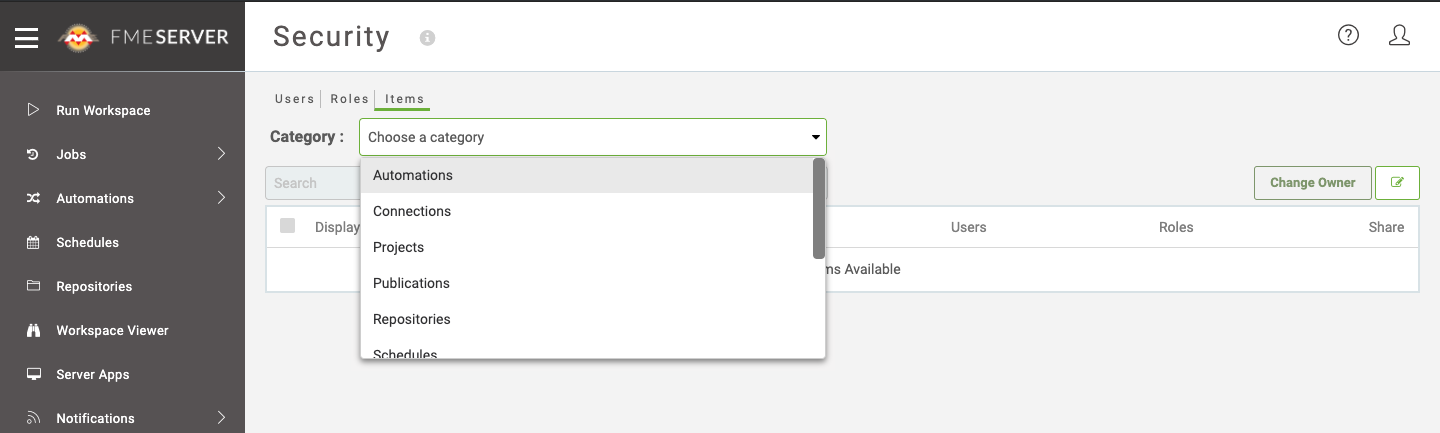 FMESERVER
Security
Users Roles Items
Category : Choose a category
Search
Change Owner
Display
Users
Roles
Share
Available
Automations
Connections
Projects
Publications
Repositories
Schedules
Run Workspace
Jobs
Automations
Schedules
Repositories
Workspace Viewer
Server Apps
Notifications